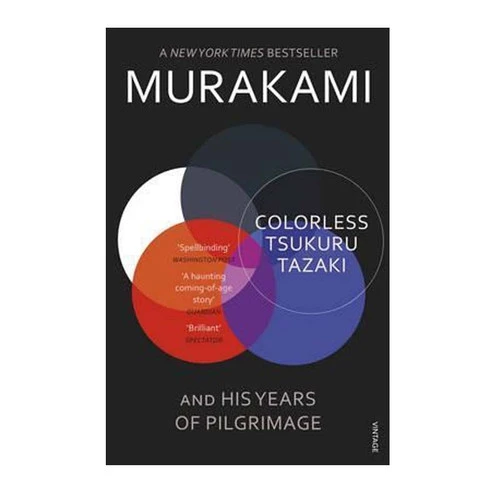 A NEW YORK TIMES BESTSELLER
MURAKAMI
COLORLESS
TSUKURU
TAZAKI
'Spellbinding'
WASHINGTON POST
'A haunting
coming-of-age
story'
GUARDIAN
'Brilliant'
SPECTATOR
AND HIS YEARS
OF PILGRIMAGE
VINTAGE